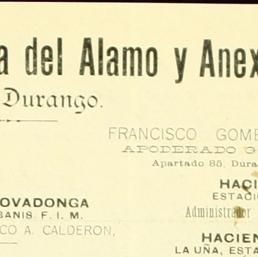 a del Alamo y Anex
Durango.
FRANCISCO GOME
APODERADO G
Apartado 85, Dura
HACI
OVADONGA
ESTACI
BANIS. F. I. M.
Administrador
CO A. CALDERON,
HACIEN
LA UÑA, ESTA